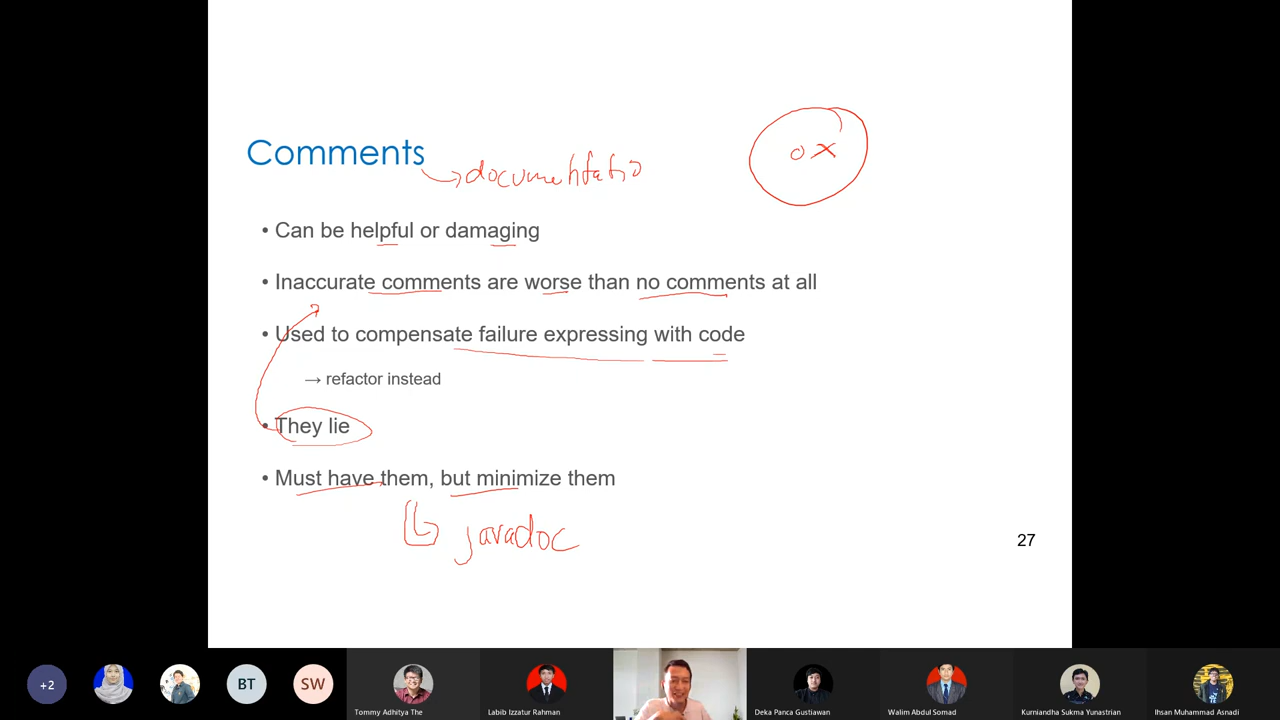 Comments
documentatio
o x
• Can be helpful or damaging
• Inaccurate comments are worse than no comments at all
• Used to compensate failure expressing with code
→ refactor instead
• They lie
• Must have them, but minimize them
javadoc
27
+2
BT
SW
Tommy Adhitya The
Labib Izzatur Rahman
Deka Panca Gustiawan
Walim Abdul Somad
Kurniandha Sukma Yunastrian
Ihsan Muhammad Asnadi